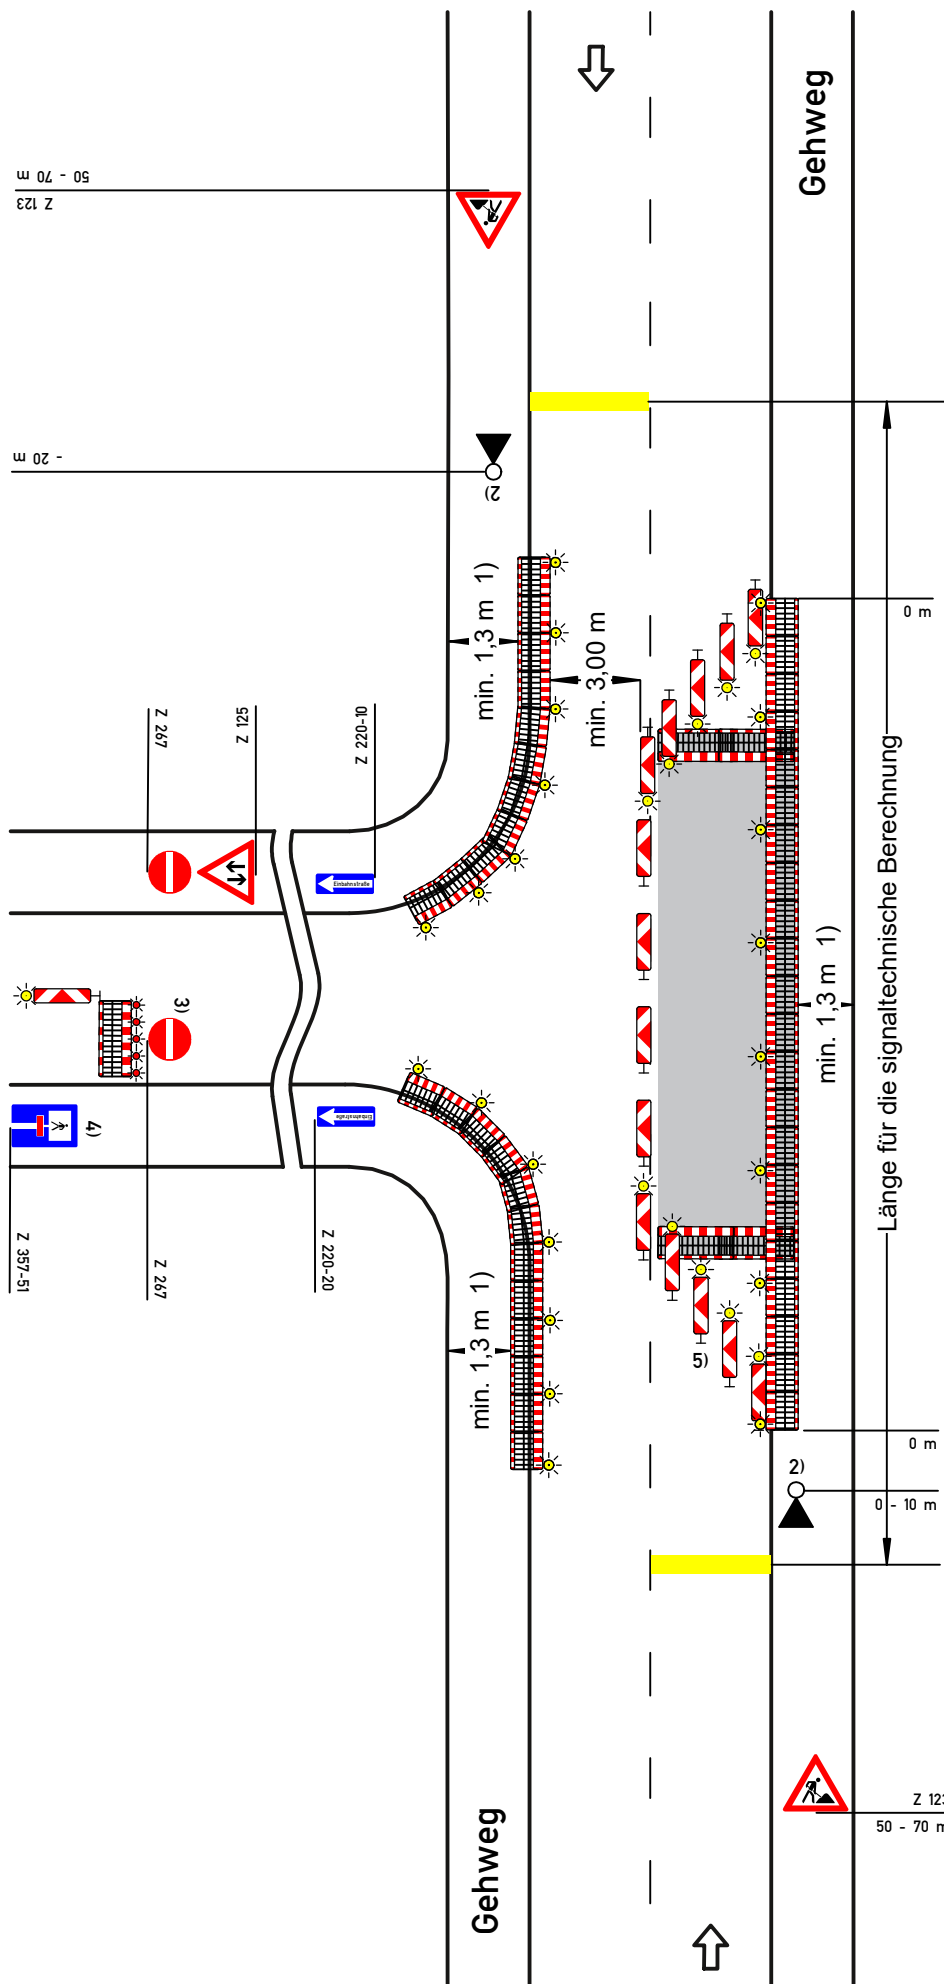 Gehweg
50 - 70 m
Z 123
- 20 m
2)
min. 1,3 m 1)
min. 3,00 m
0 m
Z 267
Z 125
Z 220-10
Einbahnstraße
Länge für die signaltechnische Berechnung
min. 1,3 m 1)
3)
4)
Einbahnstraße
Z 357-51
Z 267
Z 220-20
min. 1,3 m 1)
5)
0 m
2)
0 - 10 m
Z 123
50 - 70 m
Gehweg